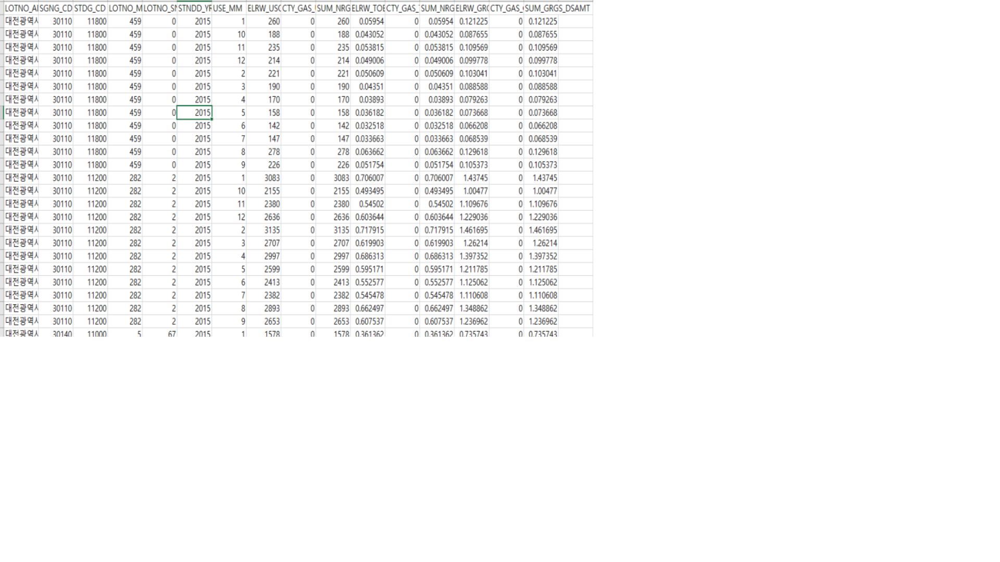 LOTNO_A SGNG_CD STDG_CD LOTNO_M LOTNO_SN STNDD_YR USE_MM ELRW_USG CTY_GAS_ SUM_NRG ELRW_TOE CTY_GAS_ SUM_NRG ELRW_GRG CTY_GAS_ SUM_GRGS_DSAMT
대전광역시 30110 11800 459 0 2015 1 260 0 260 0.05954 0 0.05954 0.121225 0 0.121225
대전광역시 30110 11800 459 0 2015 10 188 0 188 0.043052 0 0.043052 0.087655 0 0.087655
대전광역시 30110 11800 459 0 2015 11 235 0 235 0.053815 0 0.053815 0.109569 0 0.109569
대전광역시 30110 11800 459 0 2015 12 214 0 214 0.049006 0 0.049006 0.099778 0 0.099778
대전광역시 30110 11800 459 0 2015 2 221 0 221 0.050609 0 0.050609 0.103041 0 0.103041
대전광역시 30110 11800 459 0 2015 3 190 0 190 0.04351 0 0.04351 0.088588 0 0.088588
대전광역시 30110 11800 459 0 2015 4 170 0 170 0.03893 0 0.03893 0.079263 0 0.079263
대전광역시 30110 11800 459 0 2015 5 158 0 158 0.036182 0 0.036182 0.073668 0 0.073668
대전광역시 30110 11800 459 0 2015 6 142 0 142 0.032518 0 0.032518 0.066208 0 0.066208
대전광역시 30110 11800 459 0 2015 7 147 0 147 0.033663 0 0.033663 0.068539 0 0.068539
대전광역시 30110 11800 459 0 2015 8 278 0 278 0.063662 0 0.063662 0.129618 0 0.129618
대전광역시 30110 11800 459 0 2015 9 226 0 226 0.051754 0 0.051754 0.105373 0 0.105373
대전광역시 30110 11200 282 2 2015 1 3083 0 3083 0.706007 0 0.706007 1.43745 0 1.43745
대전광역시 30110 11200 282 2 2015 10 2155 0 2155 0.493495 0 0.493495 1.00477 0 1.00477
대전광역시 30110 11200 282 2 2015 11 2380 0 2380 0.54502 0 0.54502 1.109676 0 1.109676
대전광역시 30110 11200 282 2 2015 12 2636 0 2636 0.603644 0 0.603644 1.229036 0 1.229036
대전광역시 30110 11200 282 2 2015 2 3135 0 3135 0.717915 0 0.717915 1.461695 0 1.461695
대전광역시 30110 11200 282 2 2015 3 2707 0 2707 0.619903 0 0.619903 1.26214 0 1.26214
대전광역시 30110 11200 282 2 2015 4 2997 0 2997 0.686313 0 0.686313 1.397352 0 1.397352
대전광역시 30110 11200 282 2 2015 5 2599 0 2599 0.595171 0 0.595171 1.211785 0 1.211785
대전광역시 30110 11200 282 2 2015 6 2413 0 2413 0.552577 0 0.552577 1.125062 0 1.125062
대전광역시 30110 11200 282 2 2015 7 2382 0 2382 0.545478 0 0.545478 1.110608 0 1.110608
대전광역시 30110 11200 282 2 2015 8 2893 0 2893 0.662497 0 0.662497 1.348862 0 1.348862
대전광역시 30110 11200 282 2 2015 9 2653 0 2653 0.607537 0 0.607537 1.236962 0 1.236962
대전광역시 30140 11000 5 67 2015 1 1578 0 1578 0.361362 0 0.361362 0.735743 0 0.735743